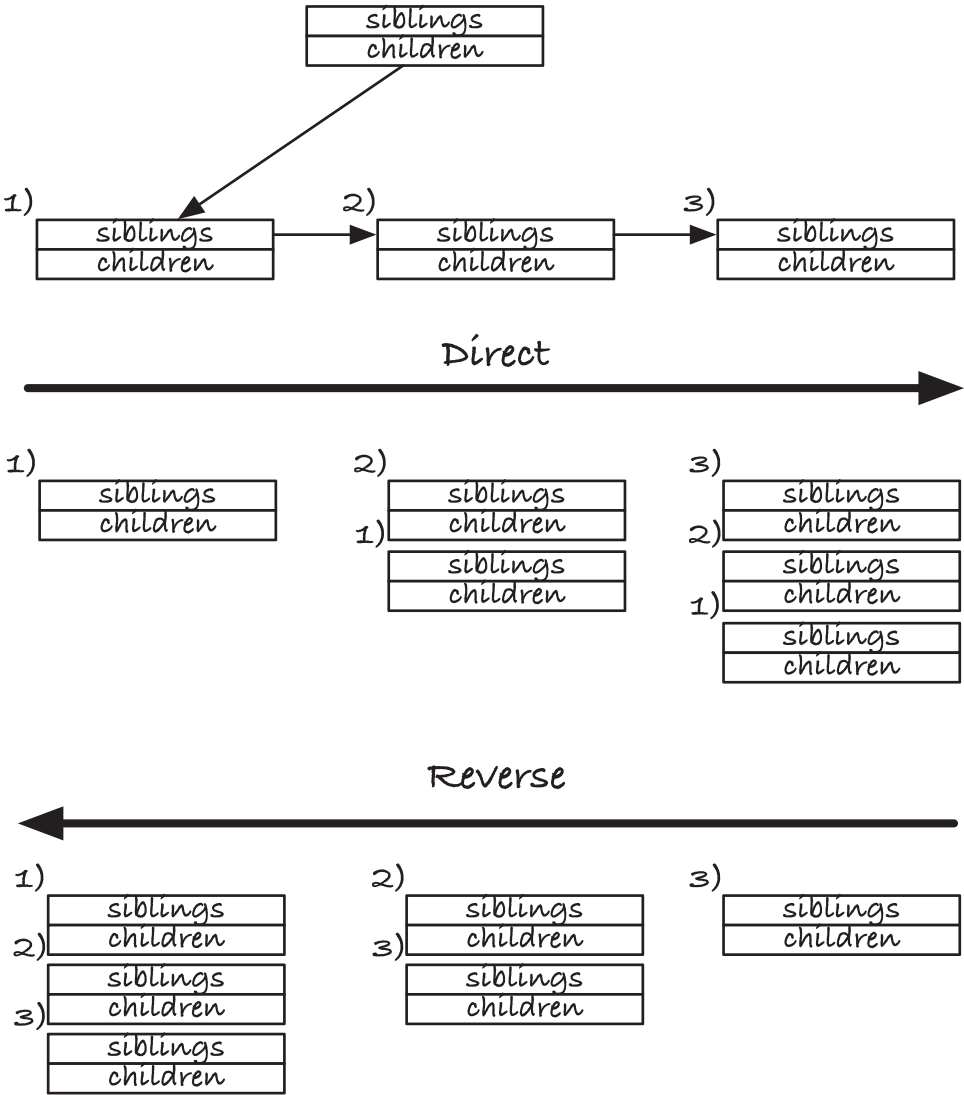 siblings
children
1) 2) 3)
siblings siblings siblings
children children children
Direct
1) 2) 3)
siblings siblings siblings
children children children
1) 2)
siblings siblings
children children
1)
siblings
children
Reverse
1) 2) 3)
siblings siblings siblings
children children children
2) 3)
siblings siblings
children children
3)
siblings
children